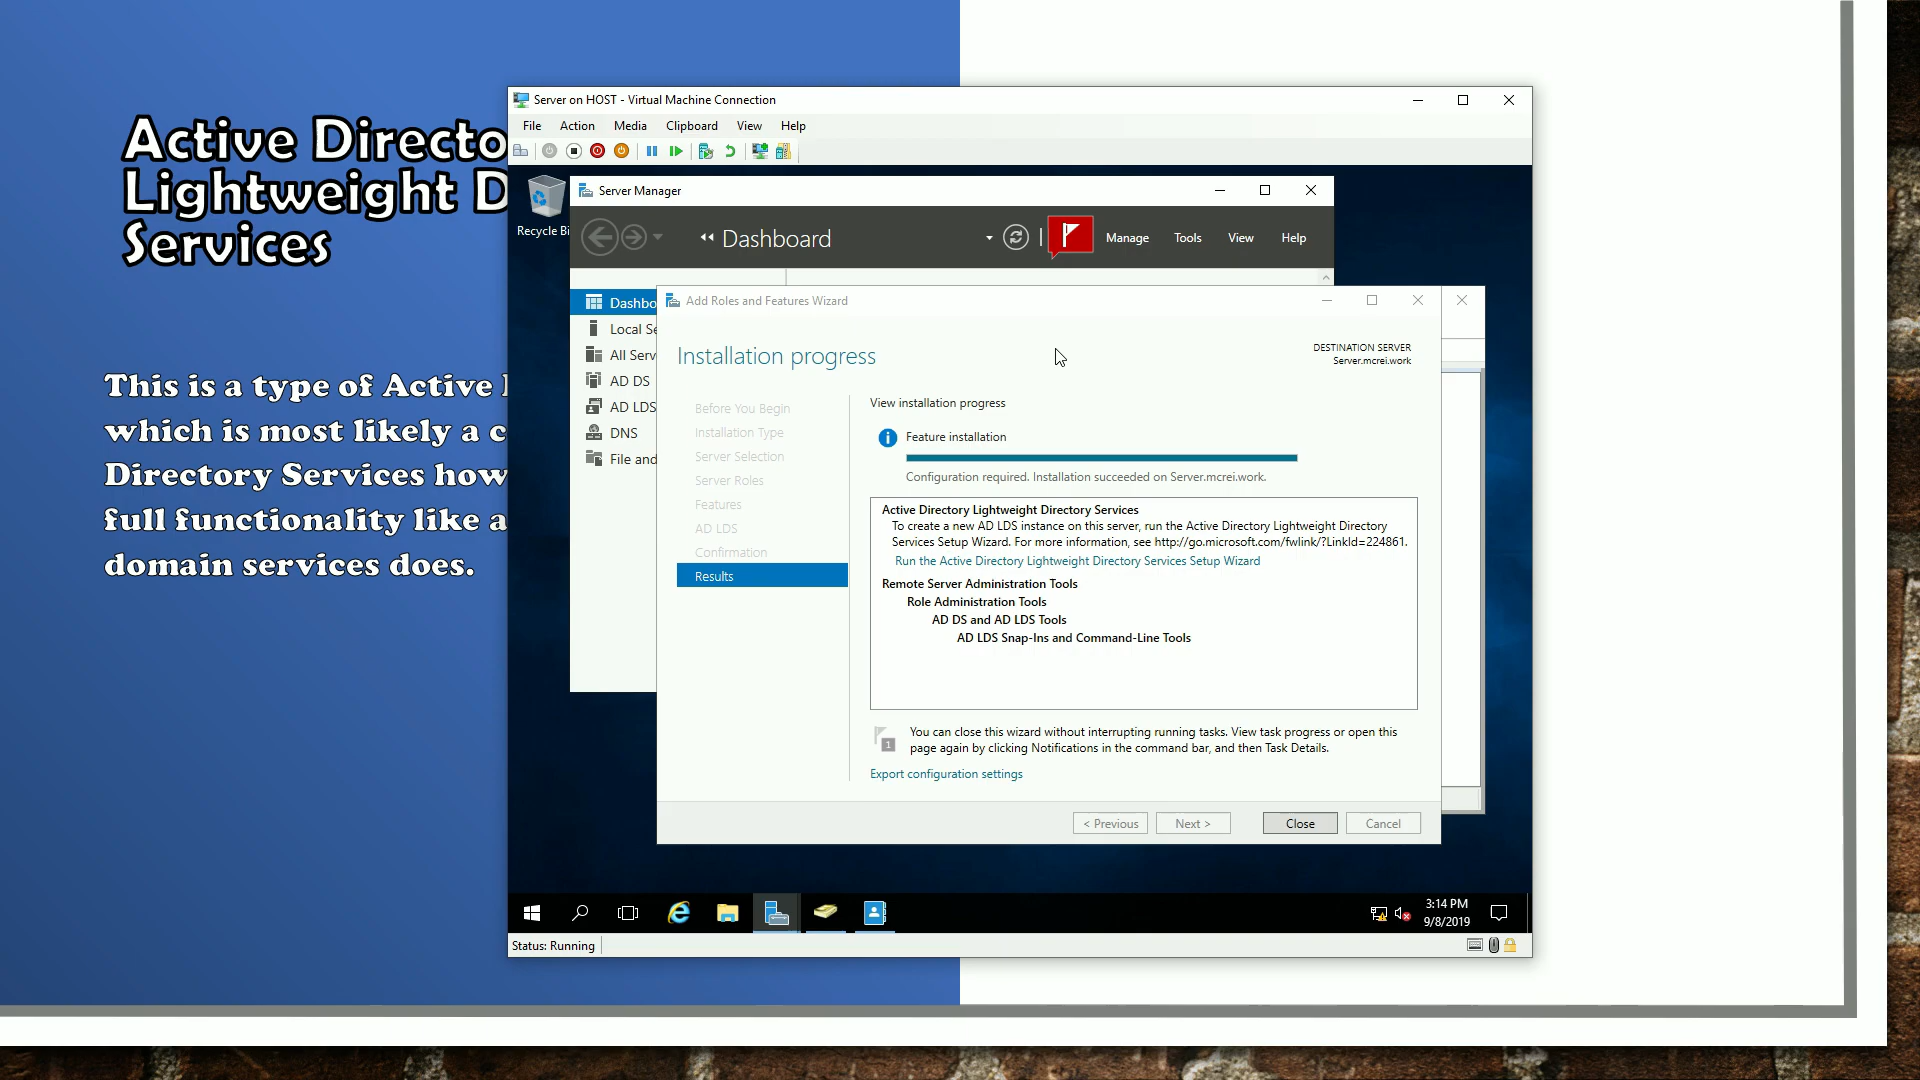 Active Directo
Lightweight D
Services
This is a type of Active
which is most likely a c
Directory Services how
full functionality like a
domain services does.
Server on HOST - Virtual Machine Connection
File Action Media Clipboard View Help
Recycle Bi
Server Manager
Dashboard
Manage Tools View Help
Dashbo
Local Se
All Serv
AD DS
AD LDS
DNS
File and
Add Roles and Features Wizard
Installation progress
DESTINATION SERVER
Server.mcrei.work
Before You Begin
Installation Type
Server Selection
Server Roles
Features
AD LDS
Confirmation
Results
View installation progress
Feature installation
Configuration required. Installation succeeded on Server.mcrei.work.
Active Directory Lightweight Directory Services
To create a new AD LDS instance on this server, run the Active Directory Lightweight Directory
Services Setup Wizard. For more information, see http://go.microsoft.com/fwlink/?LinkId=224861.
Run the Active Directory Lightweight Directory Services Setup Wizard
Remote Server Administration Tools
Role Administration Tools
AD DS and AD LDS Tools
AD LDS Snap-Ins and Command-Line Tools
1
You can close this wizard without interrupting running tasks. View task progress or open this
page again by clicking Notifications in the command bar, and then Task Details.
Export configuration settings
< Previous Next > Close Cancel
3:14 PM
9/8/2019
Status: Running